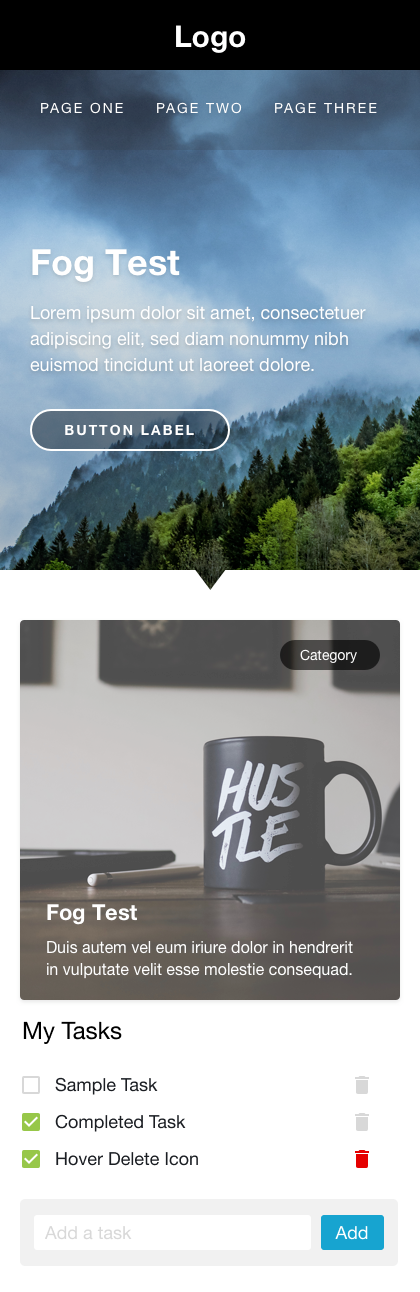 Logo
PAGE ONE PAGE TWO PAGE THREE
Fog Test
Lorem ipsum dolor sit amet, consectetuer
adipiscing elit, sed diam nonummy nibh
euismod tincidunt ut laoreet dolore.
BUTTON LABEL
Category
HUS
TLE
Fog Test
Duis autem vel eum iriure dolor in hendrerit
in vulputate velit esse molestie consequad.
My Tasks
Sample Task
Completed Task
Hover Delete Icon
Add a task Add